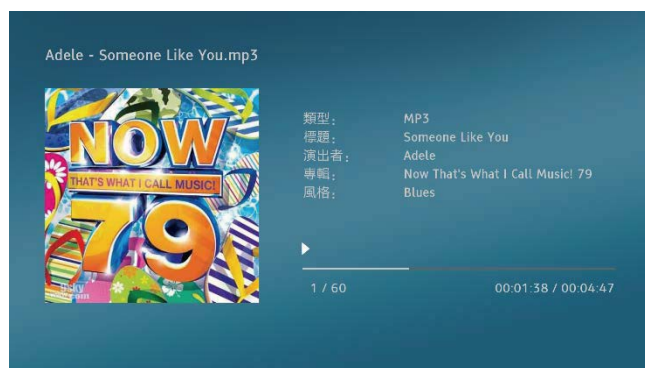 Adele - Someone Like You.mp3
NOW
THAT'S WHAT I CALL MUSIC!
79
類型： MP3
標題： Someone Like You
演出者： Adele
專輯： Now That's What I Call Music! 79
風格： Blues
1 / 60 00:01:38 / 00:04:47